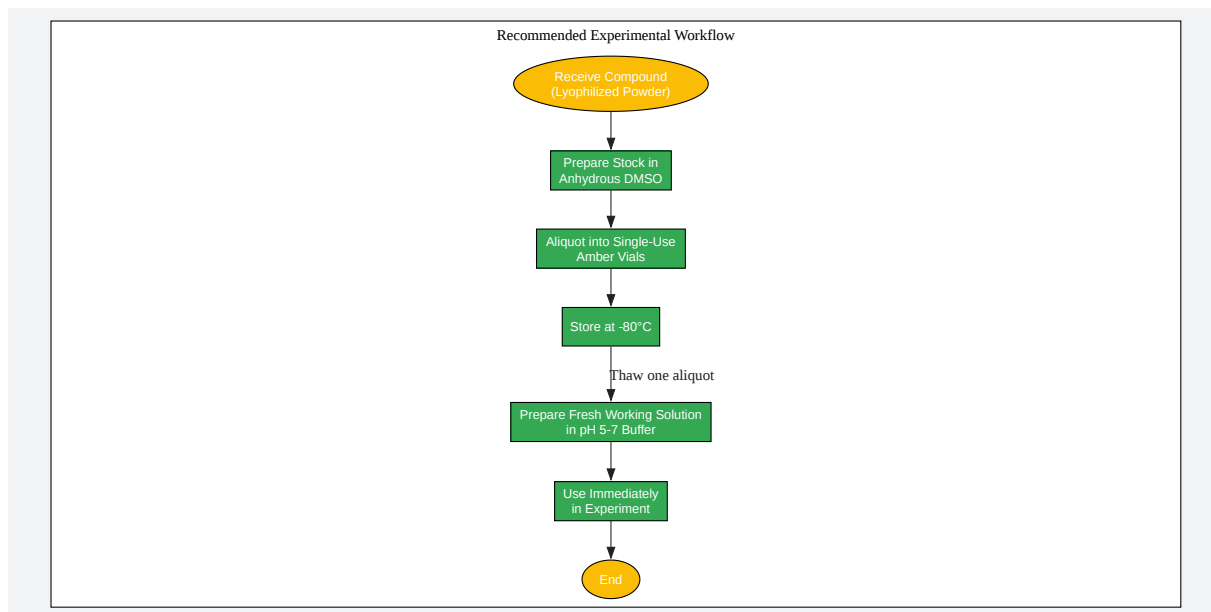 Recommended Experimental Workflow
Receive Compound
(Lyophilized Powder)
Prepare Stock in
Anhydrous DMSO
Aliquot into Single-Use
Amber Vials
Store at -80°C
Thaw one aliquot
Prepare Fresh Working Solution
in pH 5-7 Buffer
Use Immediately
in Experiment
End